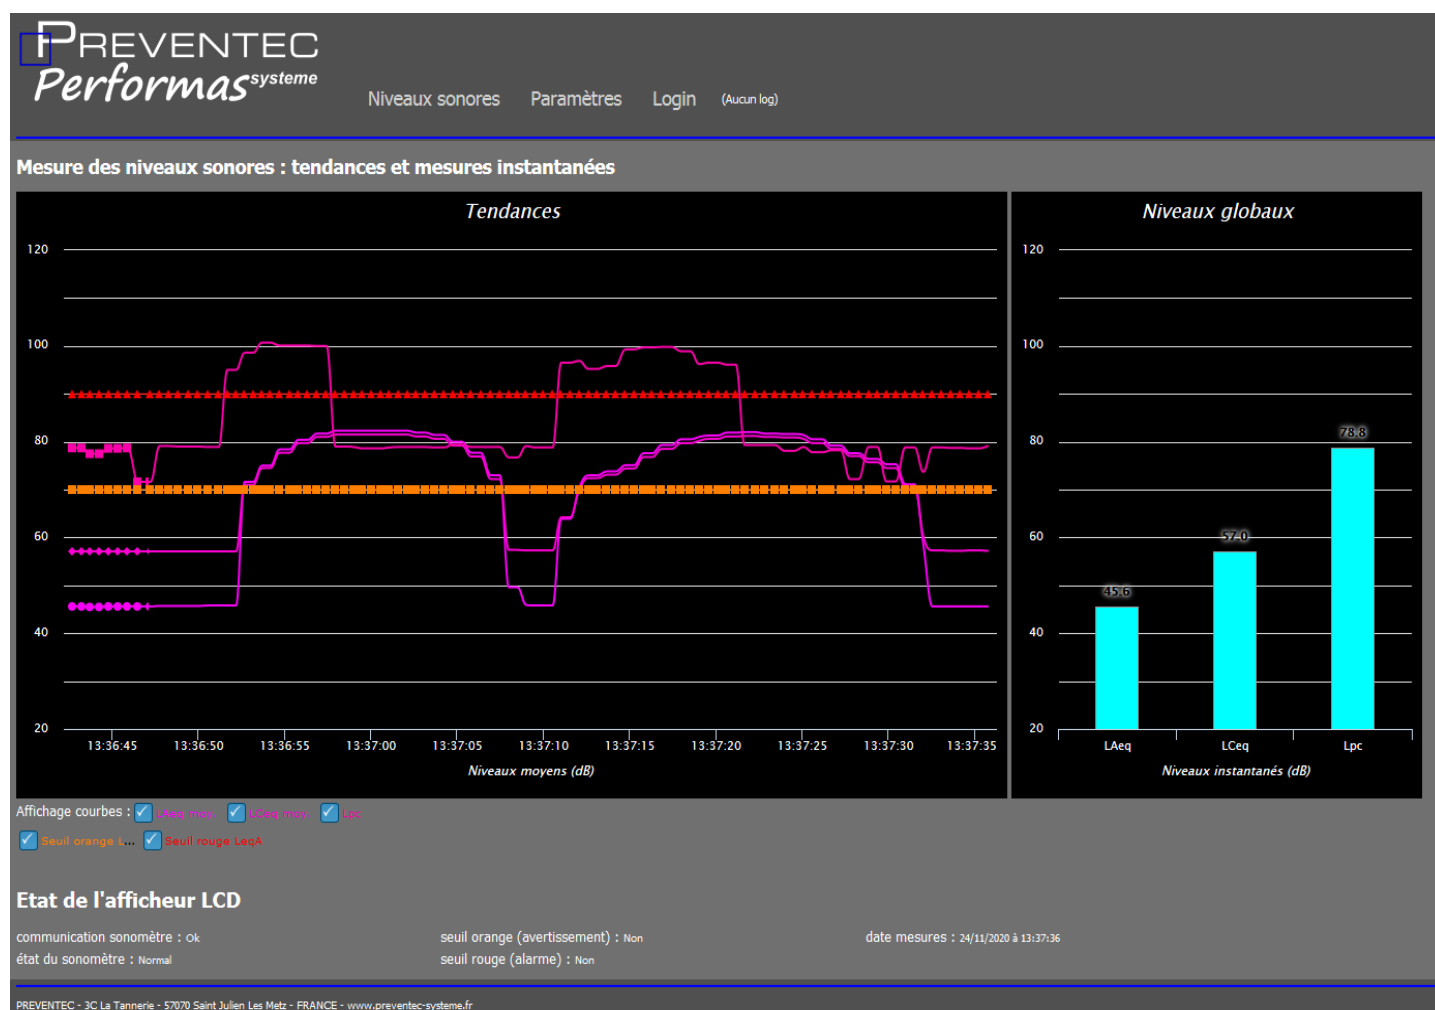 PREVENTEC
Performas systeme
Niveaux sonores Paramètres Login (Aucun log)
Mesure des niveaux sonores : tendances et mesures instantanées
Tendances
120
100
80
60
40
20
13:36:45 13:36:50 13:36:55 13:37:00 13:37:05 13:37:10 13:37:15 13:37:20 13:37:25 13:37:30 13:37:35
Niveaux moyens (dB)
Niveaux globaux
120
100
80
60
40
20
45.6
57.0
78.8
LAeq LCeq Lpc
Niveaux instantanés (dB)
Affichage courbes : LAeq moy. LCeq moy. Lpc
Seuil orange L... Seuil rouge LeqA
Etat de l'afficheur LCD
communication sonomètre : Ok seuil orange (avertissement) : Non date mesures : 24/11/2020 à 13:37:36
état du sonomètre : Normal seuil rouge (alarme) : Non
PREVENTEC - 3C La Tannerie - 57070 Saint Julien Les Metz - FRANCE - www.preventec-systeme.fr